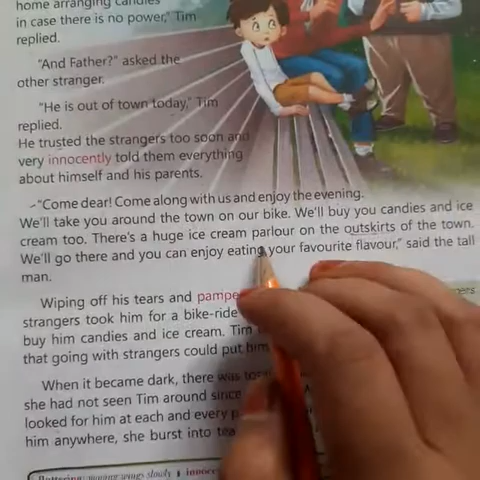 home arranging candles
in case there is no power," Tim
replied.
"And Father?" asked the
other stranger.
"He is out of town today," Tim
replied.
He trusted the strangers too soon and
very innocently told them everything
about himself and his parents.
"Come dear! Come along with us and enjoy the evening.
We'll take you around the town on our bike. We'll buy you candies and ice
cream too. There's a huge ice cream parlour on the outskirts of the town.
We'll go there and you can enjoy eating your favourite flavour," said the tall
man.
Wiping off his tears and
strangers took him for a bike-ride
buy him candies and ice cream. Tim
that going with strangers could put him
When it became dark, there was
she had not seen Tim around since
looked for him at each and every
him anywhere, she burst into
Fluttering: moving wings slowly